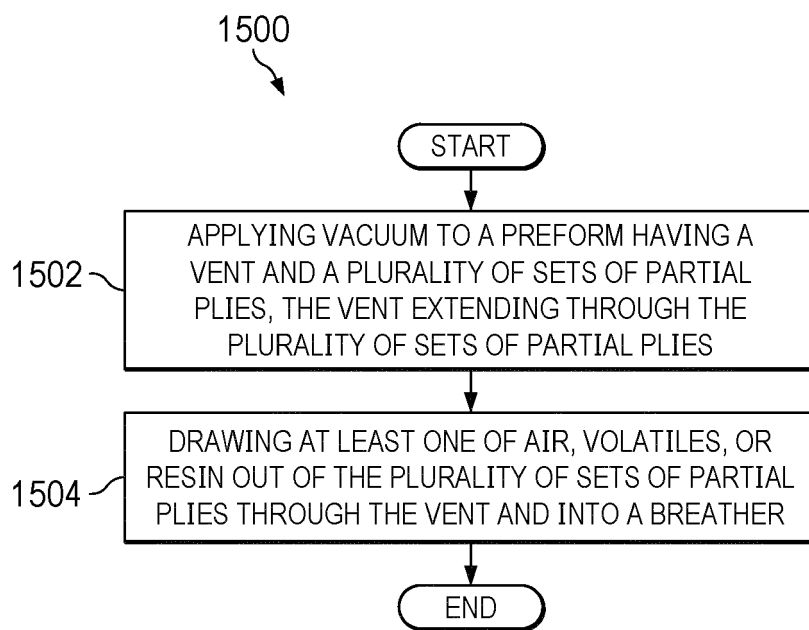 1500
START
1502
APPLYING VACUUM TO A PREFORM HAVING A
VENT AND A PLURALITY OF SETS OF PARTIAL
PLIES, THE VENT EXTENDING THROUGH THE
PLURALITY OF SETS OF PARTIAL PLIES
1504
DRAWING AT LEAST ONE OF AIR, VOLATILES, OR
RESIN OUT OF THE PLURALITY OF SETS OF PARTIAL
PLIES THROUGH THE VENT AND INTO A BREATHER
END